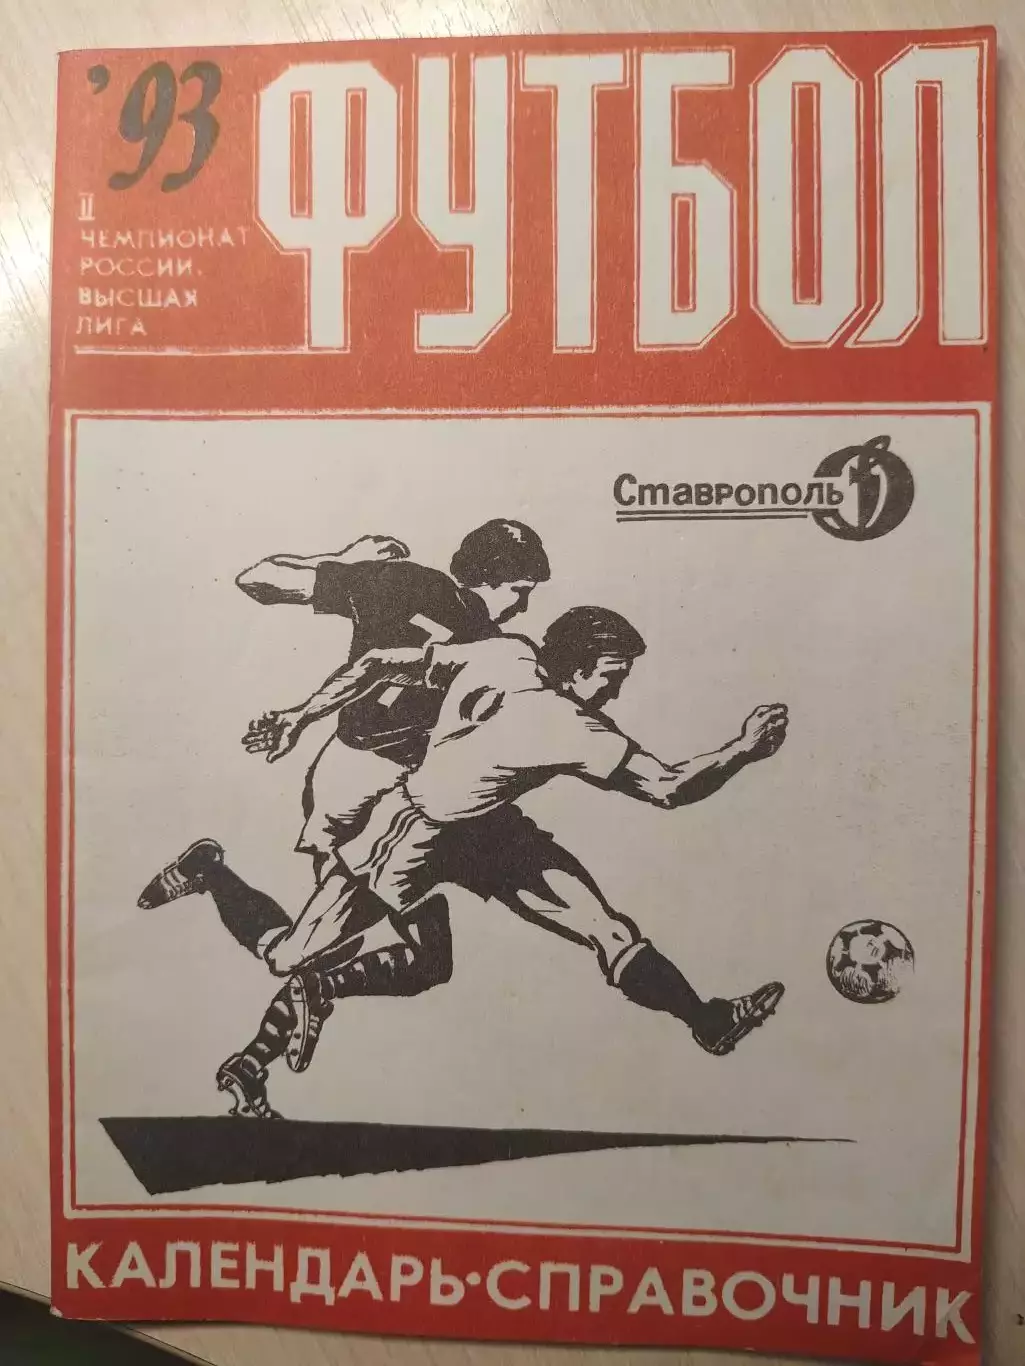 '93
ФУТБОЛ
II
ЧЕМПИОНАТ
РОССИИ.
ВЫСШАЯ
ЛИГА
Ставрополь
КАЛЕНДАРЬ·СПРАВОЧНИК